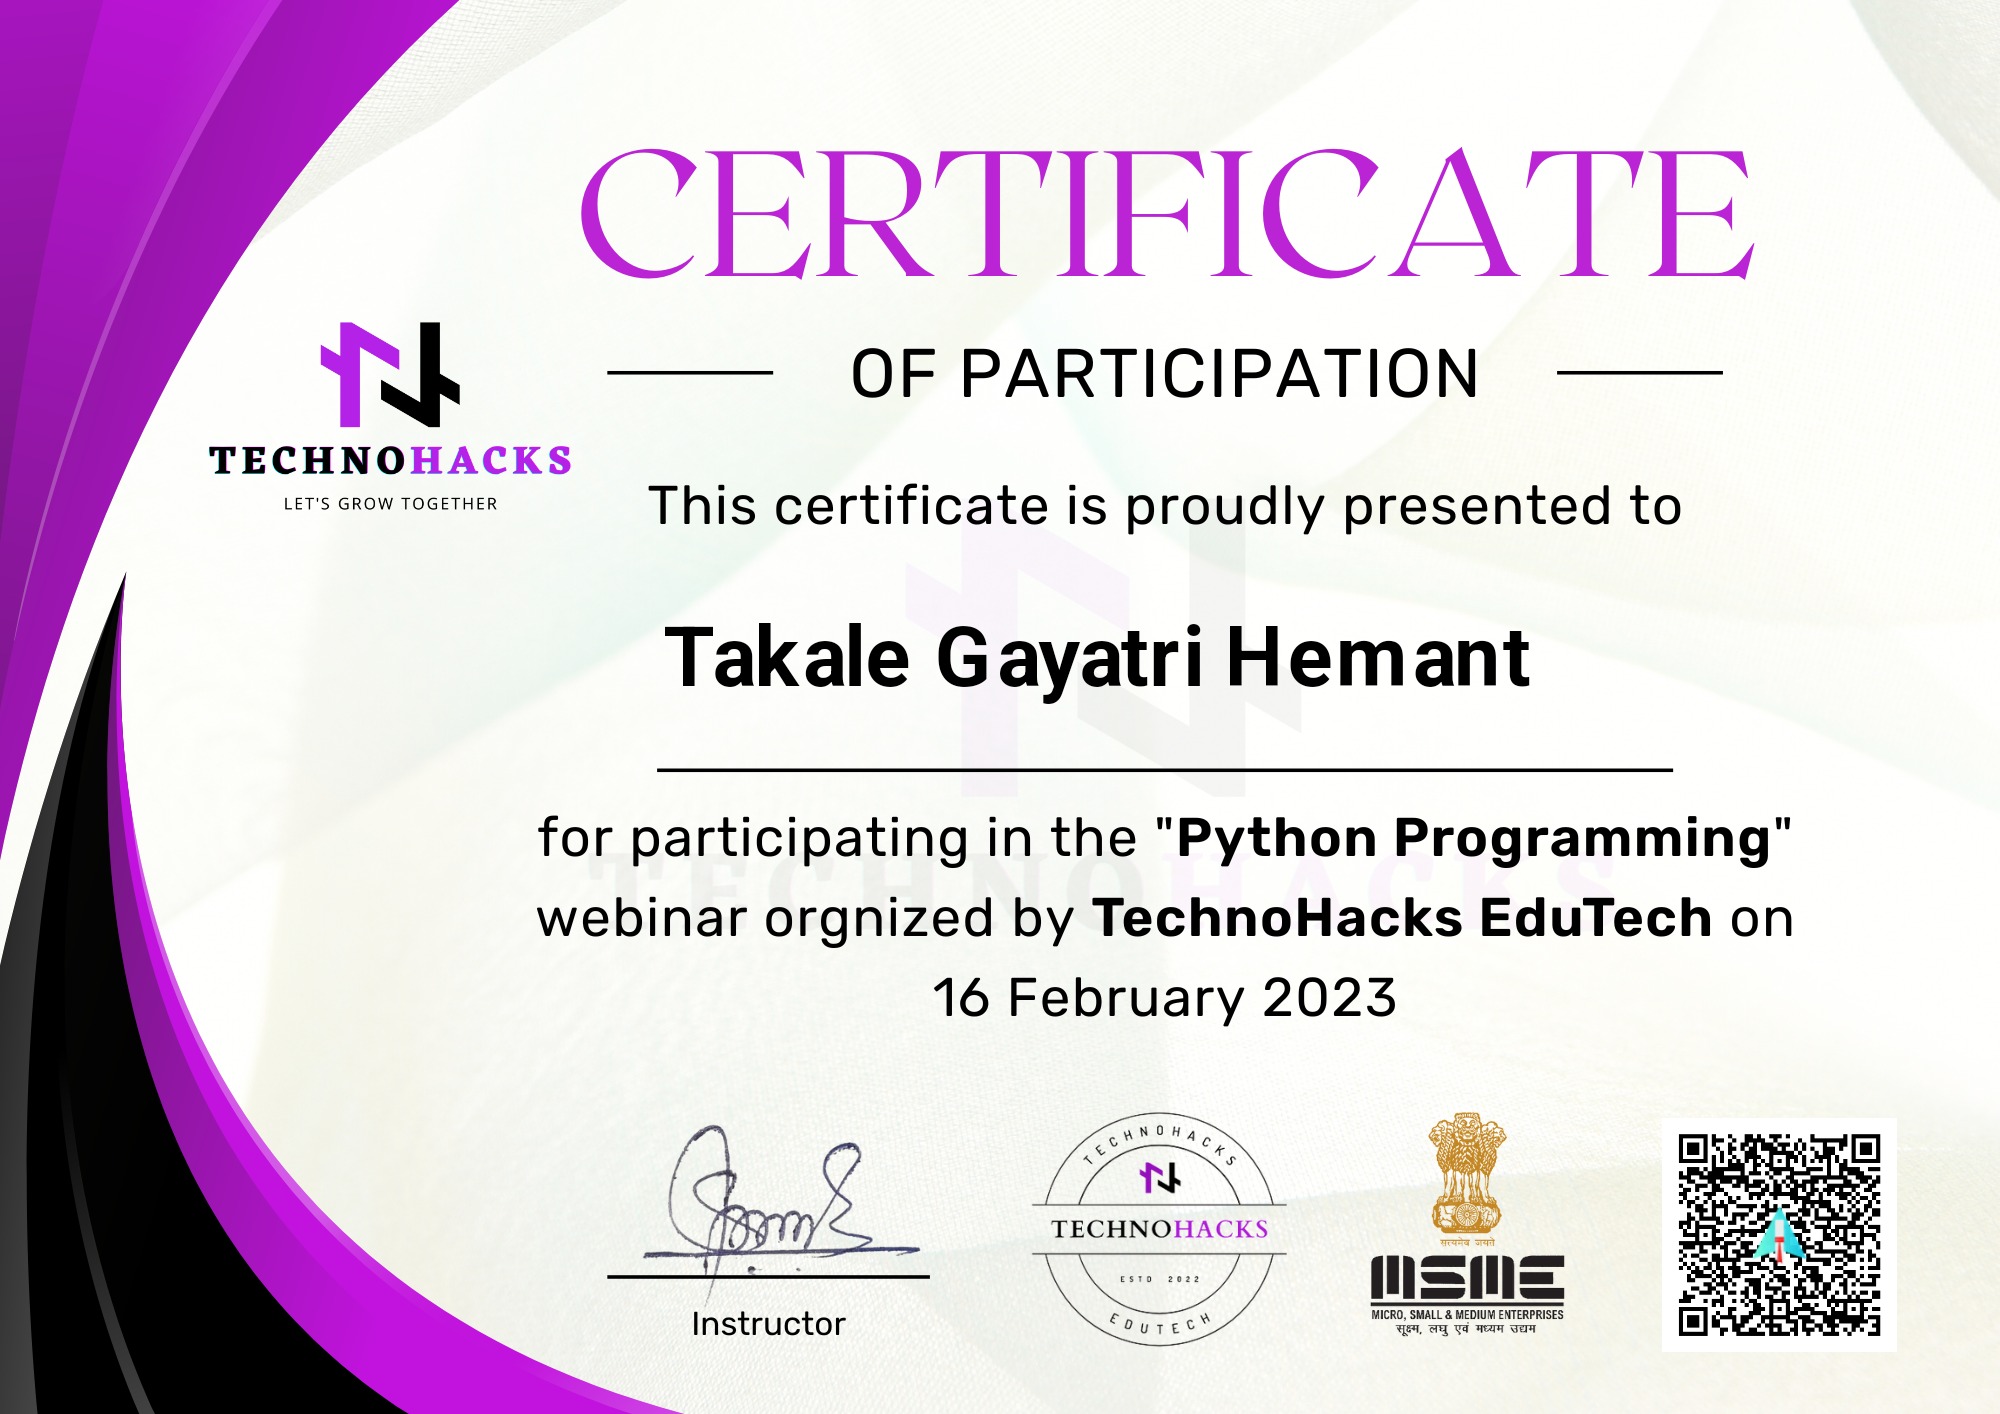 CERTIFICATE
OF PARTICIPATION
TECHNOHACKS
LET'S GROW TOGETHER
This certificate is proudly presented to
Takale Gayatri Hemant
for participating in the "Python Programming"
webinar orgnized by TechnoHacks EduTech on
16 February 2023
Instructor
TECHNOHACKS
TECHNOHACKS
ESTD 2022
EDUTECH
सत्यमेव जयते
MSME
MICRO, SMALL & MEDIUM ENTERPRISES
सूक्ष्म, लघु एवं मध्यम उद्यम
TECHNOHACKS